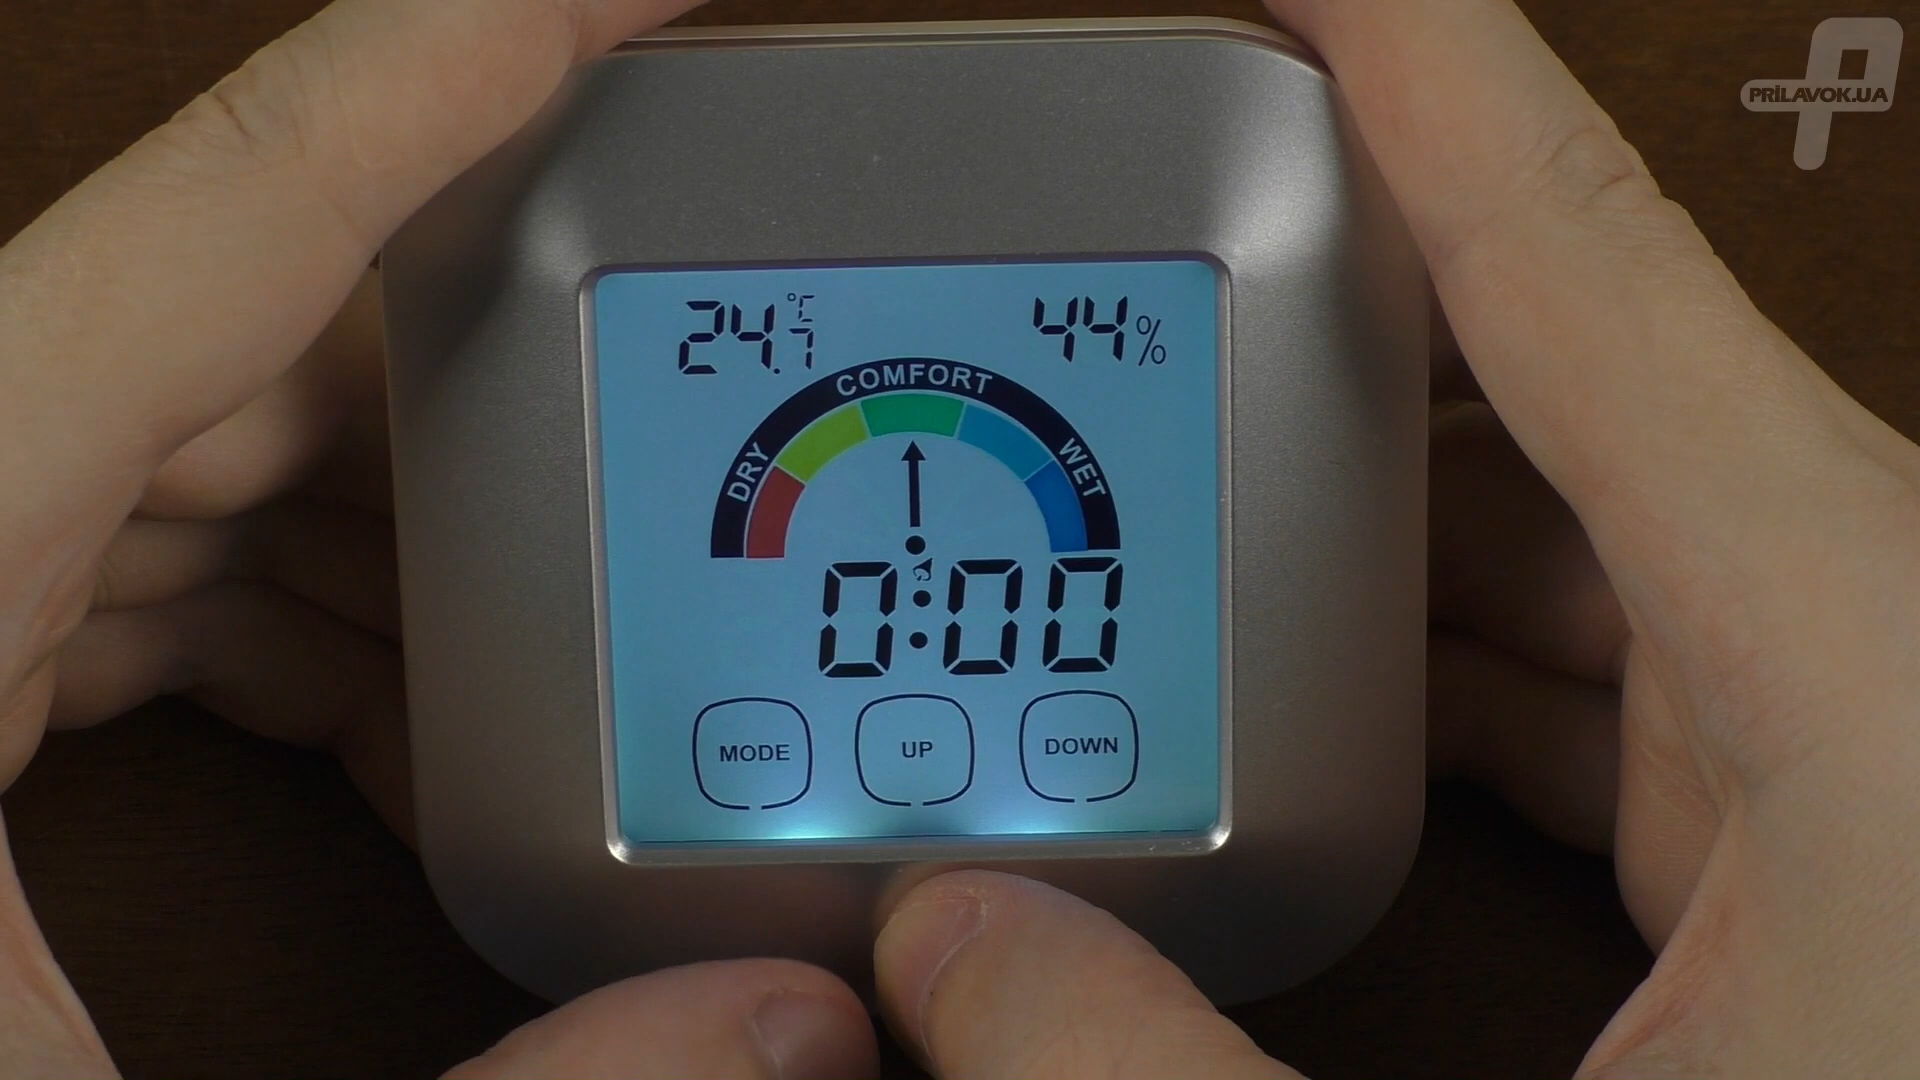 PRILAVOK.UA
24.7 °C
44%
COMFORT
DRY
WET
0:00
MODE
UP
DOWN